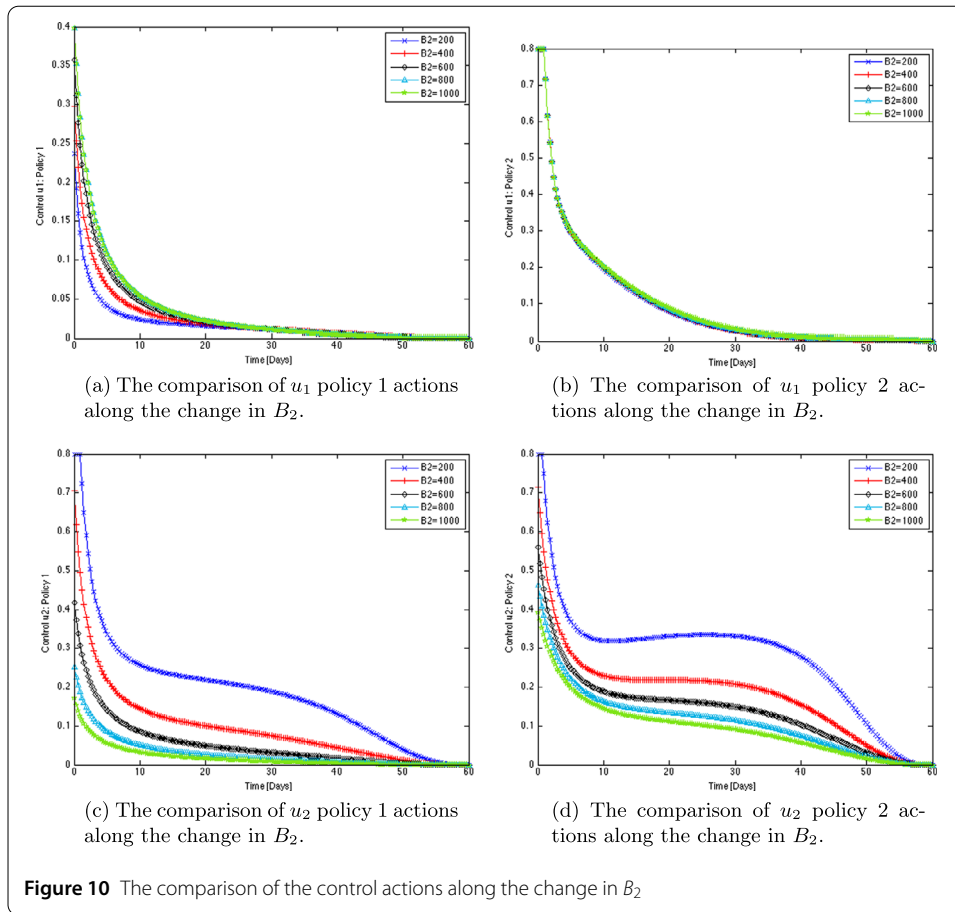 0.4
0.35
0.3
0.25
0.2
0.15
0.1
0.05
0
Control u1: Policy 1
B2=200
B2=400
B2=600
B2=800
B2=1000
0 10 20 30 40 50 60
Time [Days]
(a) The comparison of u₁ policy 1 actions
along the change in B₂.
0.8
0.7
0.6
0.5
0.4
0.3
0.2
0.1
0
Control u1: Policy 2
B2=200
B2=400
B2=600
B2=800
B2=1000
0 10 20 30 40 50 60
Time [Days]
(b) The comparison of u₁ policy 2 ac-
tions along the change in B₂.
0.8
0.7
0.6
0.5
0.4
0.3
0.2
0.1
0
Control u2: Policy 1
B2=200
B2=400
B2=600
B2=800
B2=1000
0 10 20 30 40 50 60
Time [Days]
(c) The comparison of u₂ policy 1 actions
along the change in B₂.
0.8
0.7
0.6
0.5
0.4
0.3
0.2
0.1
0
Control u2: Policy 2
B2=200
B2=400
B2=600
B2=800
B2=1000
0 10 20 30 40 50 60
Time [Days]
(d) The comparison of u₂ policy 2 ac-
tions along the change in B₂.
Figure 10 The comparison of the control actions along the change in B₂